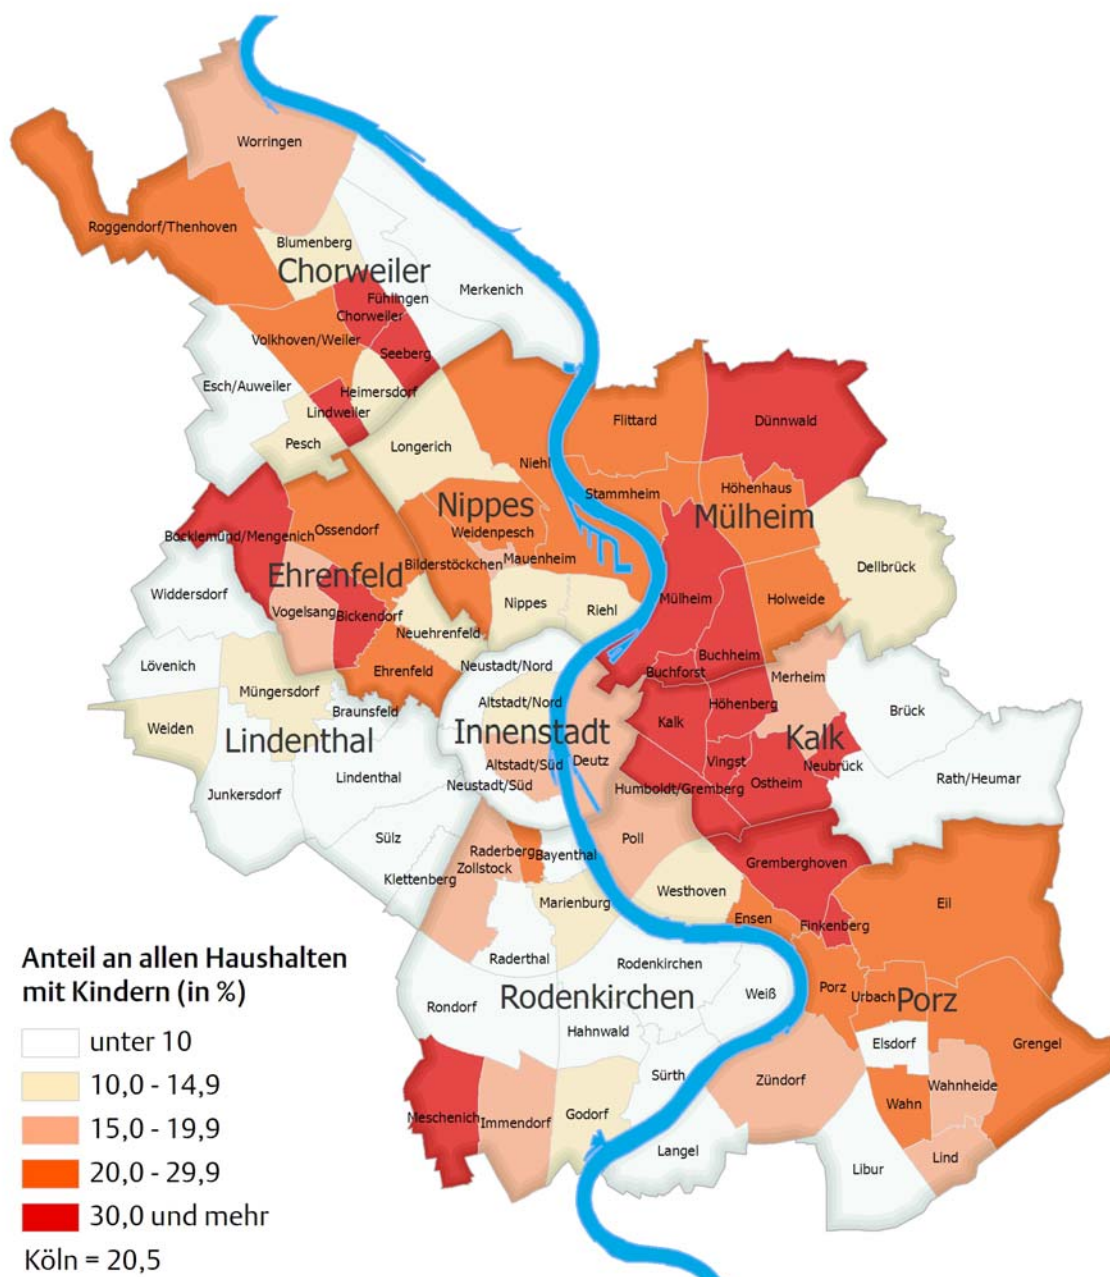 Worringen
Roggendorf/Thenhoven
Blumenberg
Chorweiler
Merkenich
Fühlingen
Chorweiler
Volkhoven/Weiler
Seeberg
Esch/Auweiler
Heimersdorf
Lindweiler
Pesch
Longerich
Flittard
Dünnwald
Niehl
Stammheim
Höhenhaus
Nippes
Mülheim
Ossendorf
Weidenpesch
Bocklemünd/Mengenich
Mauenheim
Bilderstöckchen
Dellbrück
Ehrenfeld
Widdersdorf
Vogelsang
Bickendorf
Nippes
Riehl
Mülheim
Holweide
Neuehrenfeld
Buchheim
Lövenich
Ehrenfeld
Neustadt/Nord
Buchforst
Merheim
Müngersdorf
Altstadt/Nord
Höhenberg
Braunsfeld
Brück
Weiden
Lindenthal
Innenstadt
Kalk
Kalk
Deutz
Vingst
Neubrück
Altstadt/Süd
Lindenthal
Neustadt/Süd
Ostheim
Rath/Heumar
Junkersdorf
Humboldt/Gremberg
Sülz
Poll
Raderberg
Bayenthal
Zollstock
Gremberghoven
Klettenberg
Westhoven
Marienburg
Ensen
Eil
Finkenberg
Raderthal
Rodenkirchen
Rondorf
Rodenkirchen
Weiß
Porz
Urbach
Porz
Hahnwald
Elsdorf
Grengel
Sürth
Zündorf
Wahnheide
Wahn
Meschenich
Immendorf
Godorf
Langel
Lind
Libur
Anteil an allen Haushalten
mit Kindern (in %)
unter 10
10,0 - 14,9
15,0 - 19,9
20,0 - 29,9
30,0 und mehr
Köln = 20,5